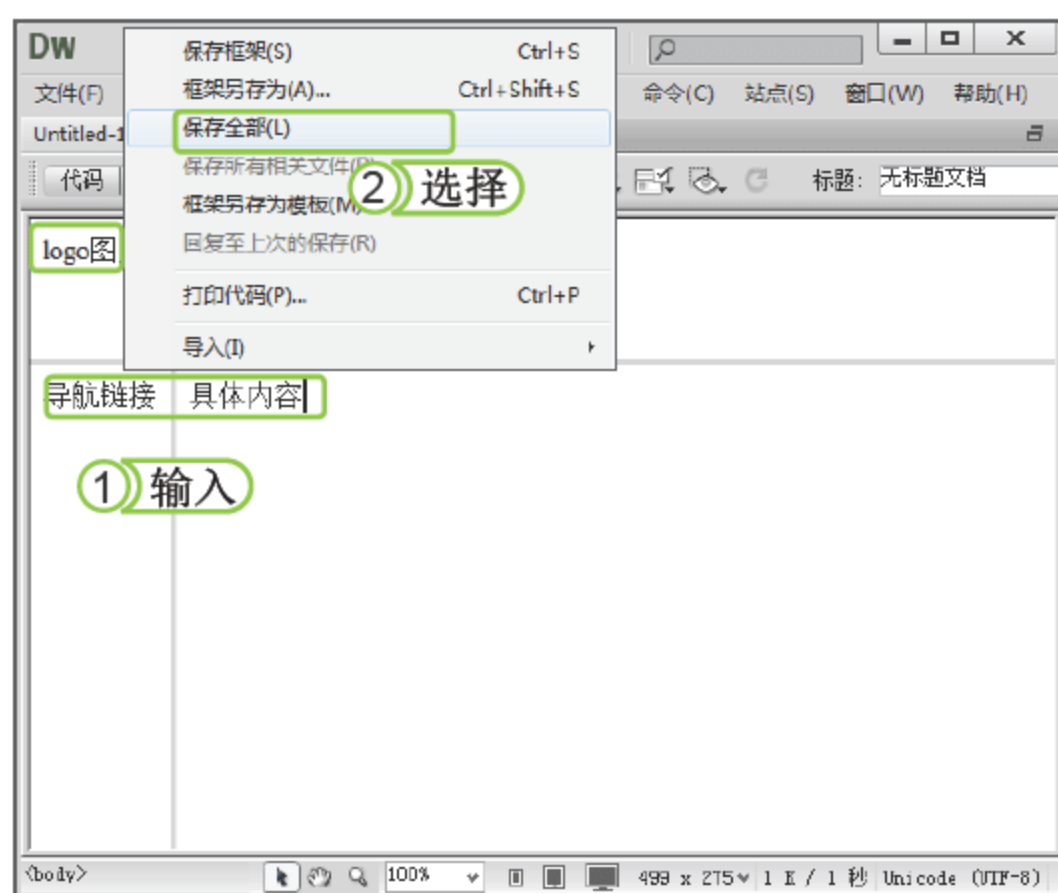 Dw
保存框架(S) Ctrl+S
框架另存为(A)... Ctrl+Shift+S
文件(F) 命令(C) 站点(S) 窗口(W) 帮助(H)
保存全部(L)
Untitled-1
保存所有相关文件(R)
② 选择
代码 标题: 无标题文档
框架另存为模板(M)
回复至上次的保存(R)
logo图
打印代码(P)... Ctrl+P
导入(I)
导航链接 具体内容
① 输入
<body> 100% 499 x 275 1 K / 1 秒 Unicode (UTF-8)